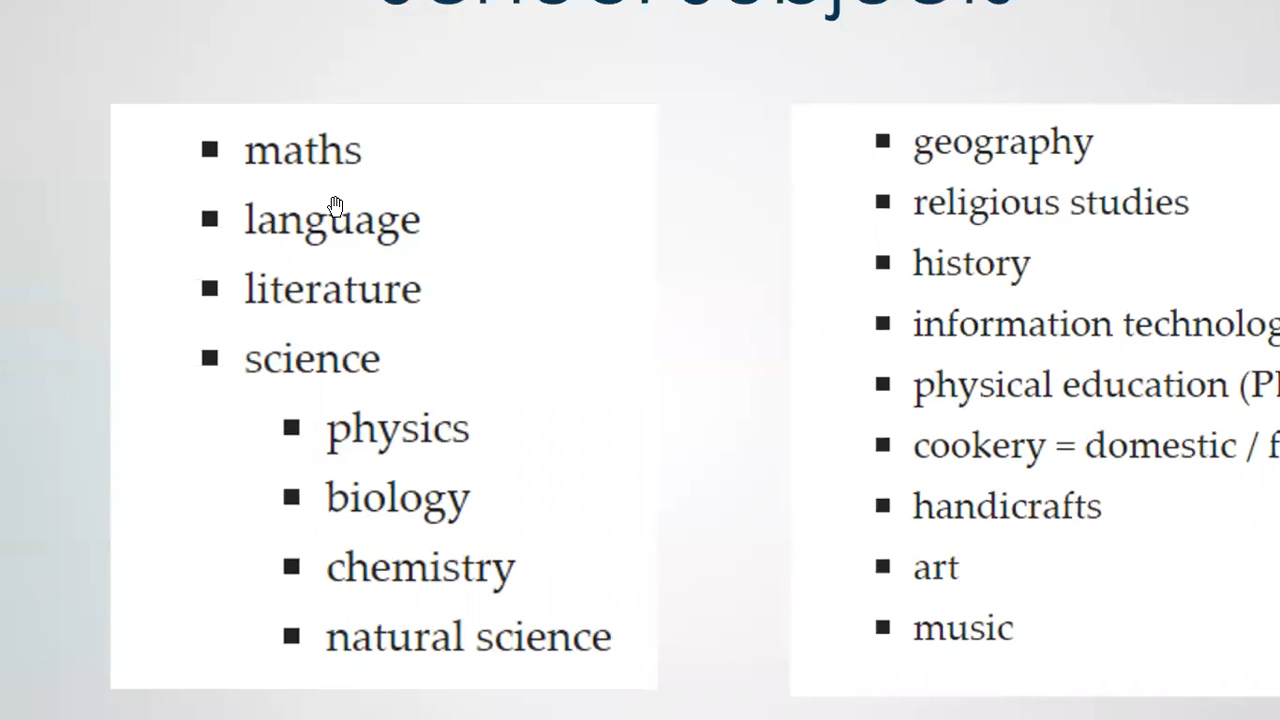 maths
language
literature
science
physics
biology
chemistry
natural science
geography
religious studies
history
information
physical education
cookery = domestic /
handicrafts
art
music